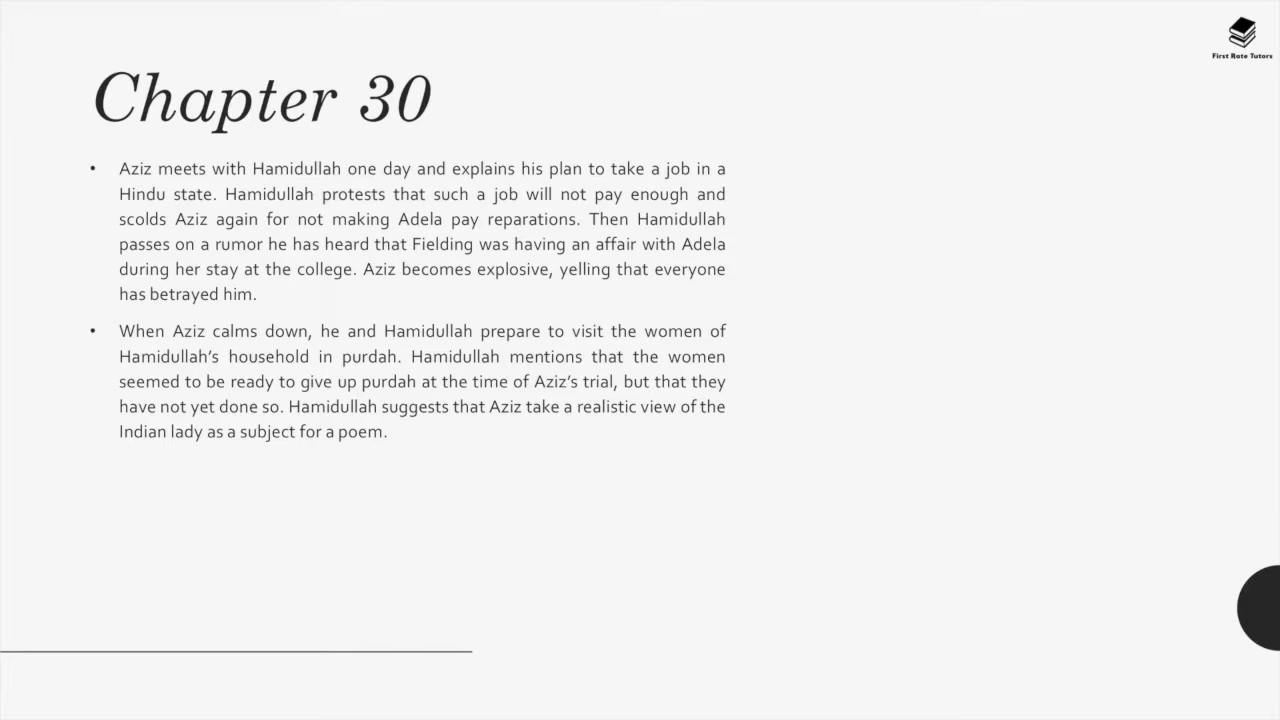 First Rate Tutors
Chapter 30
• Aziz meets with Hamidullah one day and explains his plan to take a job in a
Hindu state. Hamidullah protests that such a job will not pay enough and
scolds Aziz again for not making Adela pay reparations. Then Hamidullah
passes on a rumor he has heard that Fielding was having an affair with Adela
during her stay at the college. Aziz becomes explosive, yelling that everyone
has betrayed him.
• When Aziz calms down, he and Hamidullah prepare to visit the women of
Hamidullah’s household in purdah. Hamidullah mentions that the women
seemed to be ready to give up purdah at the time of Aziz’s trial, but that they
have not yet done so. Hamidullah suggests that Aziz take a realistic view of the
Indian lady as a subject for a poem.